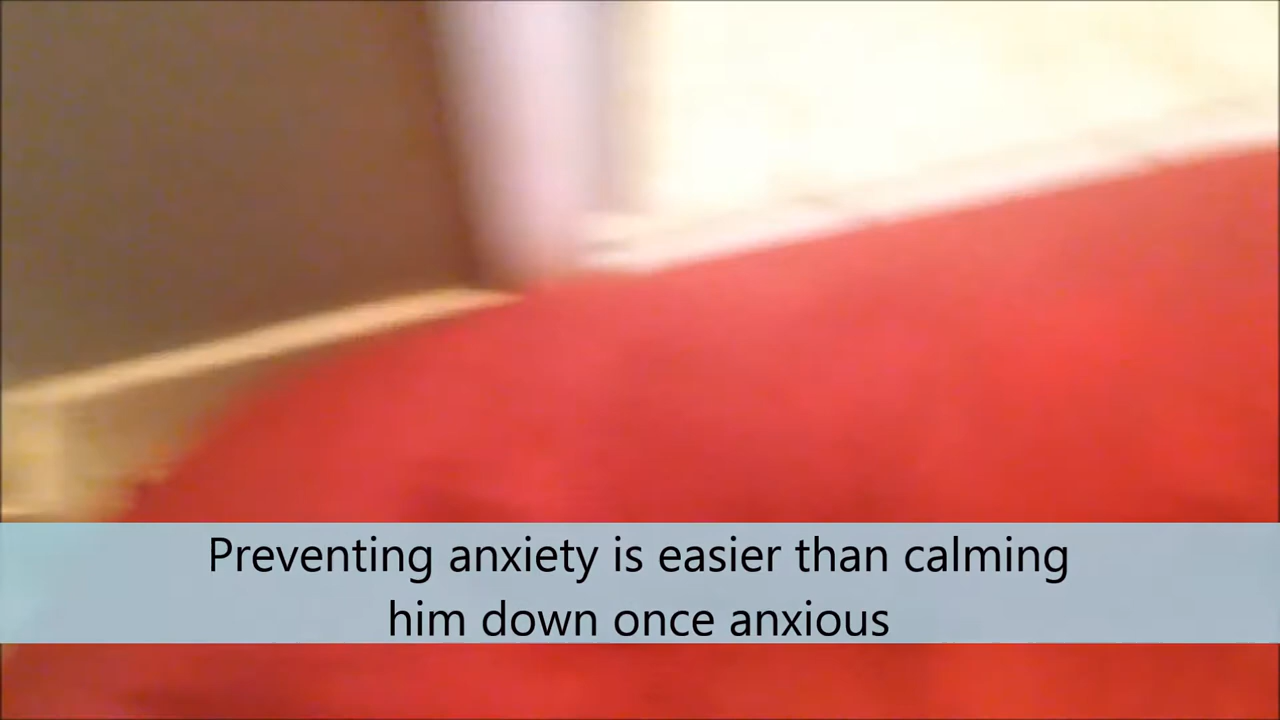 Preventing anxiety is easier than calming
him down once anxious